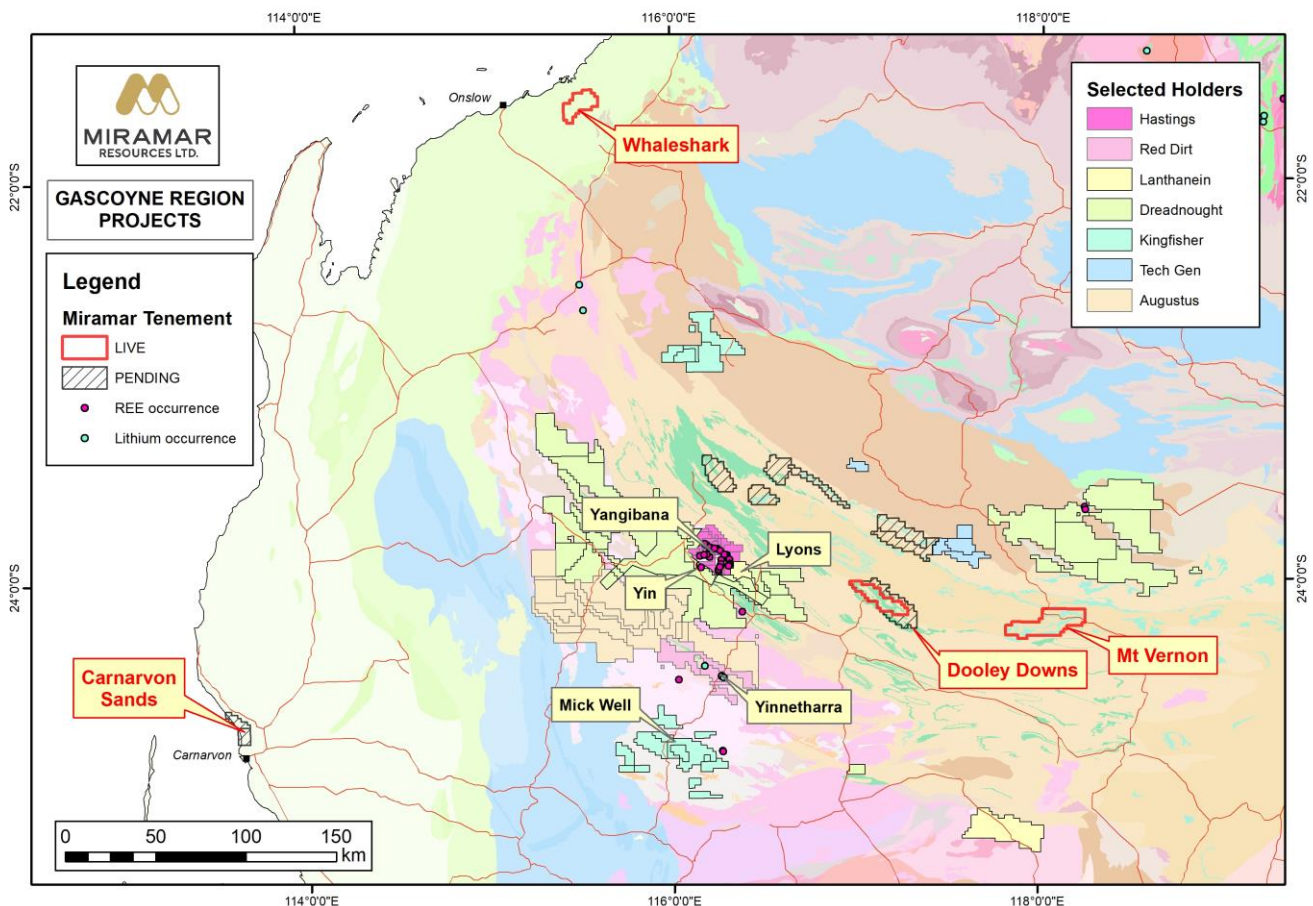 114°0'0"E
116°0'0"E
118°0'0"E
MIRAMAR
RESOURCES LTD.
GASCOYNE REGION
PROJECTS
Legend
Miramar Tenement
LIVE
PENDING
REE occurrence
Lithium occurrence
Onslow
Whaleshark
Selected Holders
Hastings
Red Dirt
Lanthanein
Dreadnought
Kingfisher
Tech Gen
Augustus
22°0'0"S
22°0'0"S
Yangibana
Lyons
Yin
24°0'0"S
24°0'0"S
Carnarvon
Sands
Dooley Downs
Mt Vernon
Mick Well
Yinnetharra
Carnarvon
0 50 100 150
km
114°0'0"E
116°0'0"E
118°0'0"E